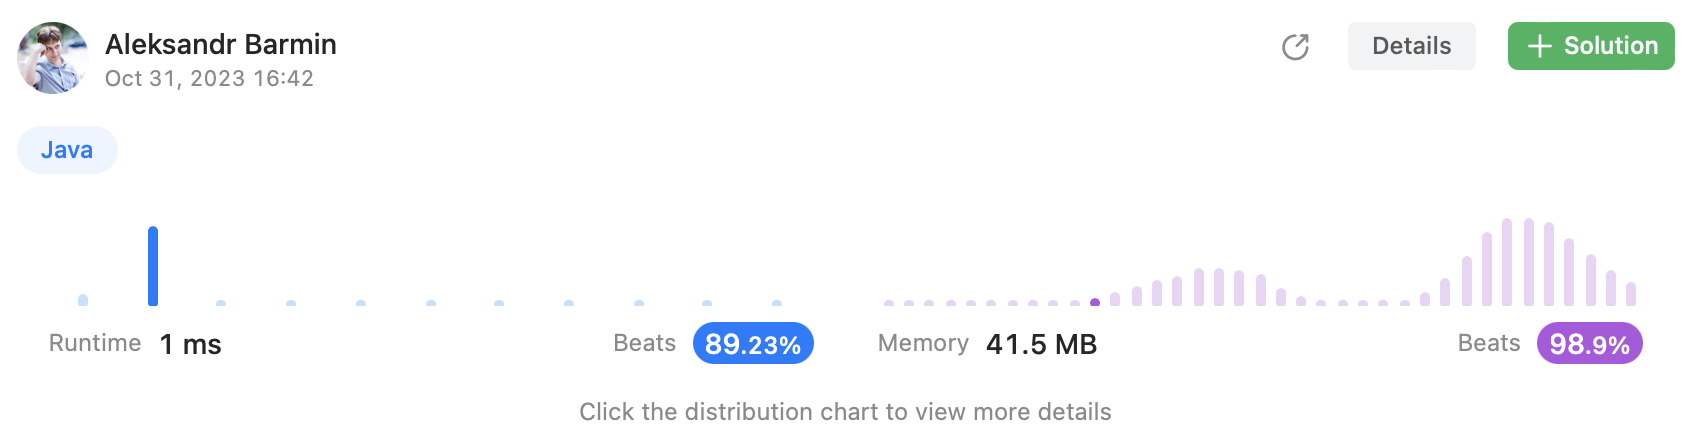 Aleksandr Barmin
Oct 31, 2023 16:42
Details
+ Solution
Java
Runtime 1 ms
Beats 89.23%
Memory 41.5 MB
Beats 98.9%
Click the distribution chart to view more details